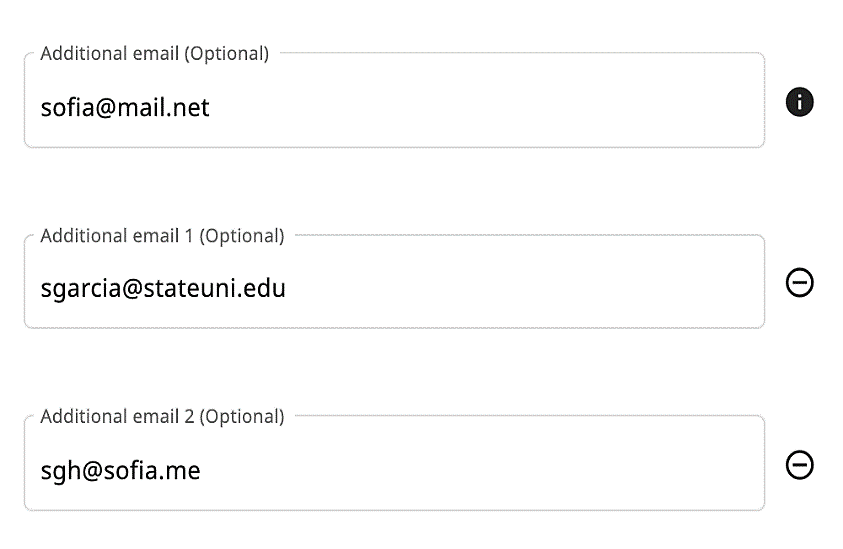 Additional email (Optional)
sofia@mail.net
Additional email 1 (Optional)
sgarcia@stateuni.edu
Additional email 2 (Optional)
sgh@sofia.me